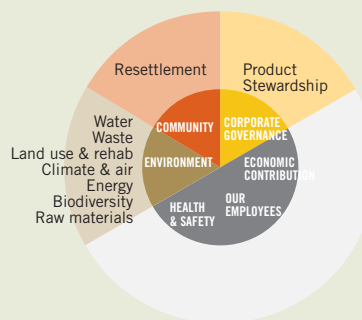 Resettlement
Product
Stewardship
Water
Waste
Land use & rehab
Climate & air
Energy
Biodiversity
Raw materials
COMMUNITY
CORPORATE
GOVERNANCE
ENVIRONMENT
ECONOMIC
CONTRIBUTION
HEALTH
& SAFETY
OUR
EMPLOYEES